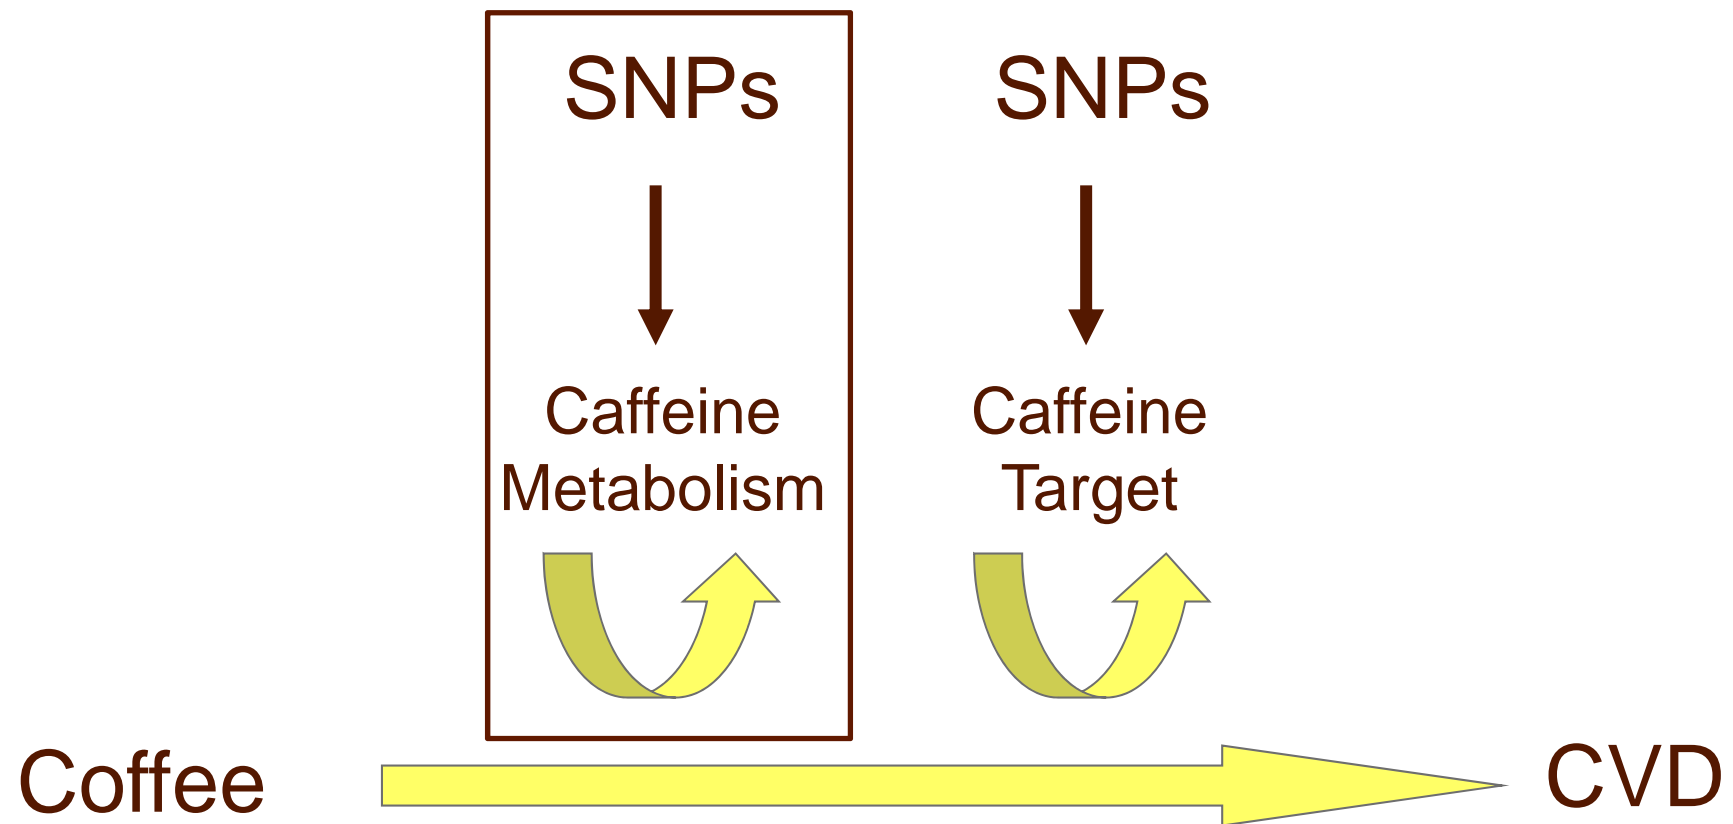 SNPs
SNPs
Caffeine
Metabolism
Caffeine
Target
Coffee
CVD